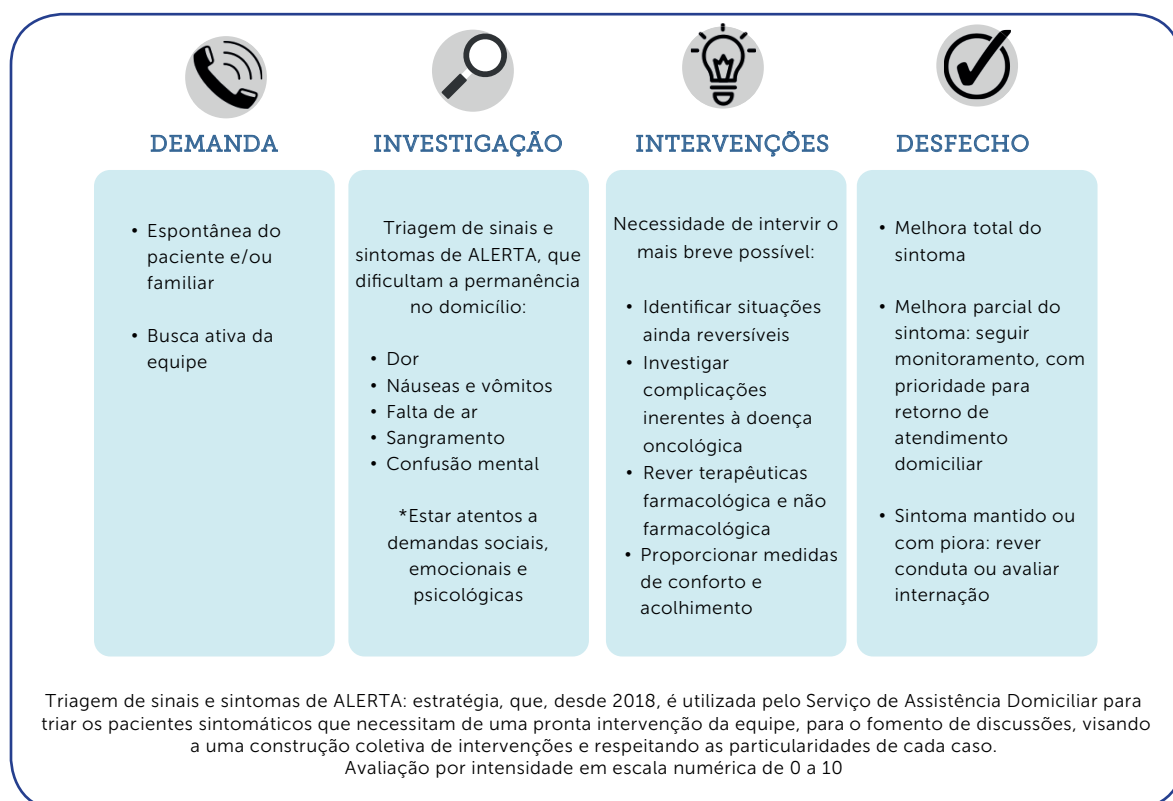 DEMANDA
• Espontânea do
paciente e/ou
familiar
• Busca ativa da
equipe
INVESTIGAÇÃO
Triagem de sinais e
sintomas de ALERTA, que
dificultam a permanência
no domicílio:
• Dor
• Náuseas e vômitos
• Falta de ar
• Sangramento
• Confusão mental
*Estar atentos a
demandas sociais,
emocionais e
psicológicas
INTERVENÇÕES
Necessidade de intervir o
mais breve possível:
• Identificar situações
ainda reversíveis
• Investigar
complicações
inerentes à doença
oncológica
• Rever terapêuticas
farmacológica e não
farmacológica
• Proporcionar medidas
de conforto e
acolhimento
DESFECHO
• Melhora total do
sintoma
• Melhora parcial do
sintoma: seguir
monitoramento, com
prioridade para
retorno de
atendimento
domiciliar
• Sintoma mantido ou
com piora: rever
conduta ou avaliar
internação
Triagem de sinais e sintomas de ALERTA: estratégia, que, desde 2018, é utilizada pelo Serviço de Assistência Domiciliar para
triar os pacientes sintomáticos que necessitam de uma pronta intervenção da equipe, para o fomento de discussões, visando
a uma construção coletiva de intervenções e respeitando as particularidades de cada caso.
Avaliação por intensidade em escala numérica de 0 a 10